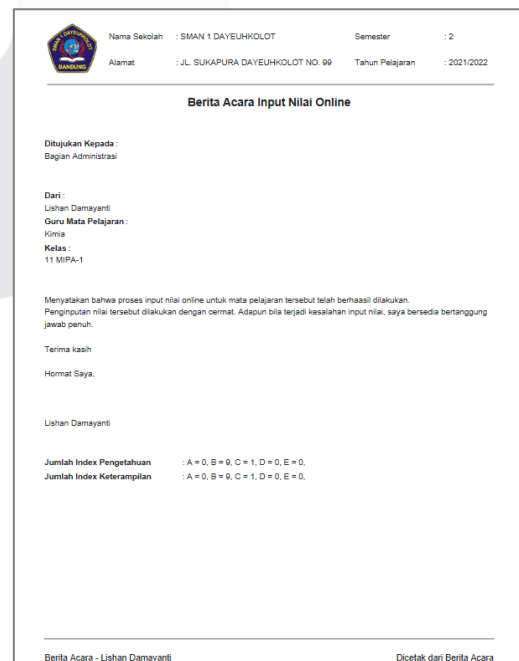 SMAN 1 DAYEUHKOLOT
BANDUNG
Nama Sekolah : SMAN 1 DAYEUHKOLOT Semester : 2
Alamat : JL. SUKAPURA DAYEUHKOLOT NO. 99 Tahun Pelajaran : 2021/2022
Berita Acara Input Nilai Online
Ditujukan Kepada :
Bagian Administrasi
Dari :
Lishan Damayanti
Guru Mata Pelajaran :
Kimia
Kelas :
11 MIPA-1
Menyatakan bahwa proses input nilai online untuk mata pelajaran tersebut telah berhaasil dilakukan.
Penginputan nilai tersebut dilakukan dengan cermat. Adapun bila terjadi kesalahan input nilai, saya bersedia bertanggung
jawab penuh.
Terima kasih
Hormat Saya,
Lishan Damayanti
Jumlah Index Pengetahuan : A = 0, B = 9, C = 1, D = 0, E = 0,
Jumlah Index Keterampilan : A = 0, B = 9, C = 1, D = 0, E = 0,
Berita Acara - Lishan Damayanti Dicetak dari Berita Acara